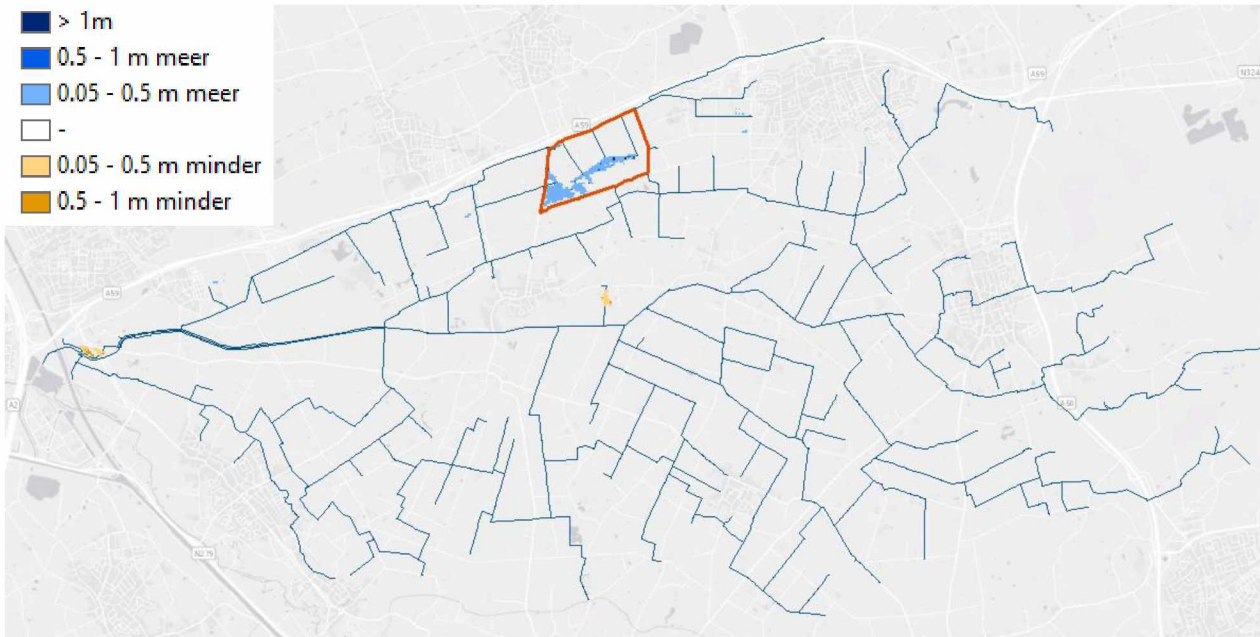 > 1m
0.5 - 1 m meer
0.05 - 0.5 m meer
-
0.05 - 0.5 m minder
0.5 - 1 m minder
A59
N324
A59
A59
A2
A50
N279